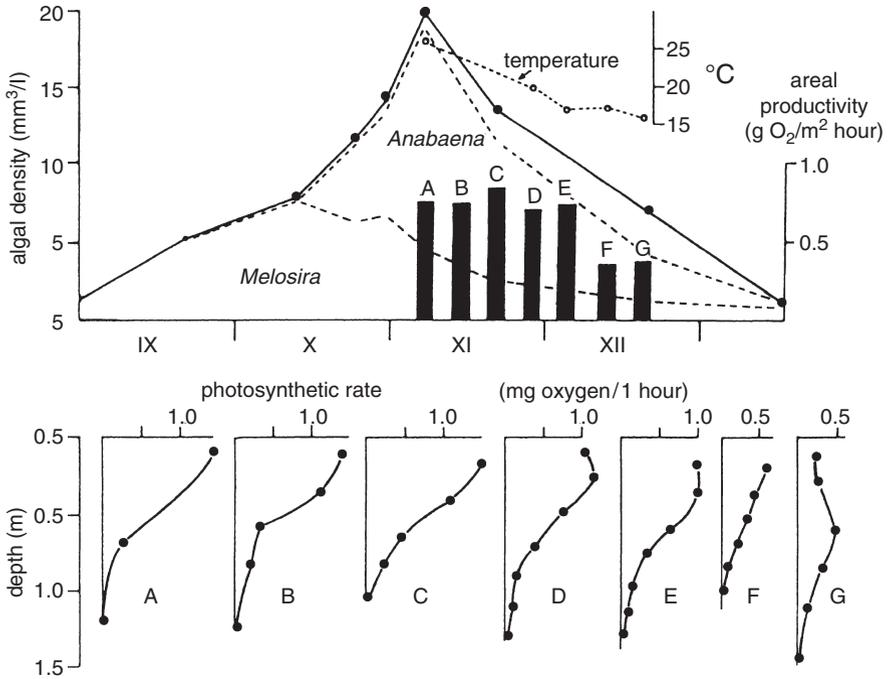 20
15
10
5
5
algal density (mm³/l)
temperature
25
20
15
°C
areal
productivity
(g O₂/m² hour)
1.0
0.5
Anabaena
Melosira
A
B
C
D
E
F
G
IX
X
XI
XII
photosynthetic rate
(mg oxygen/1 hour)
1.0
1.0
1.0
1.0
1.0
0.5
0.5
0.5
0.5
1.0
1.5
depth (m)
A
B
C
D
E
F
G